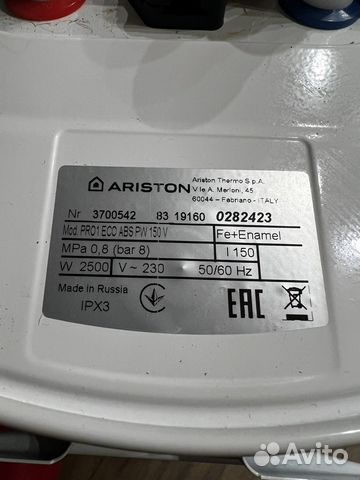 ARISTON
Ariston Thermo S.p.A.
V.le A. Merloni, 45
60044 - Fabriano - ITALY
Nr 3700542 83 19160 0282423
Mod. PRO1 ECO ABS PW 150 V Fe+Enamel
MPa 0,8 (bar 8) l 150
W 2500 V~ 230 50/60 Hz
Made in Russia
IPX3
EAC
Avito